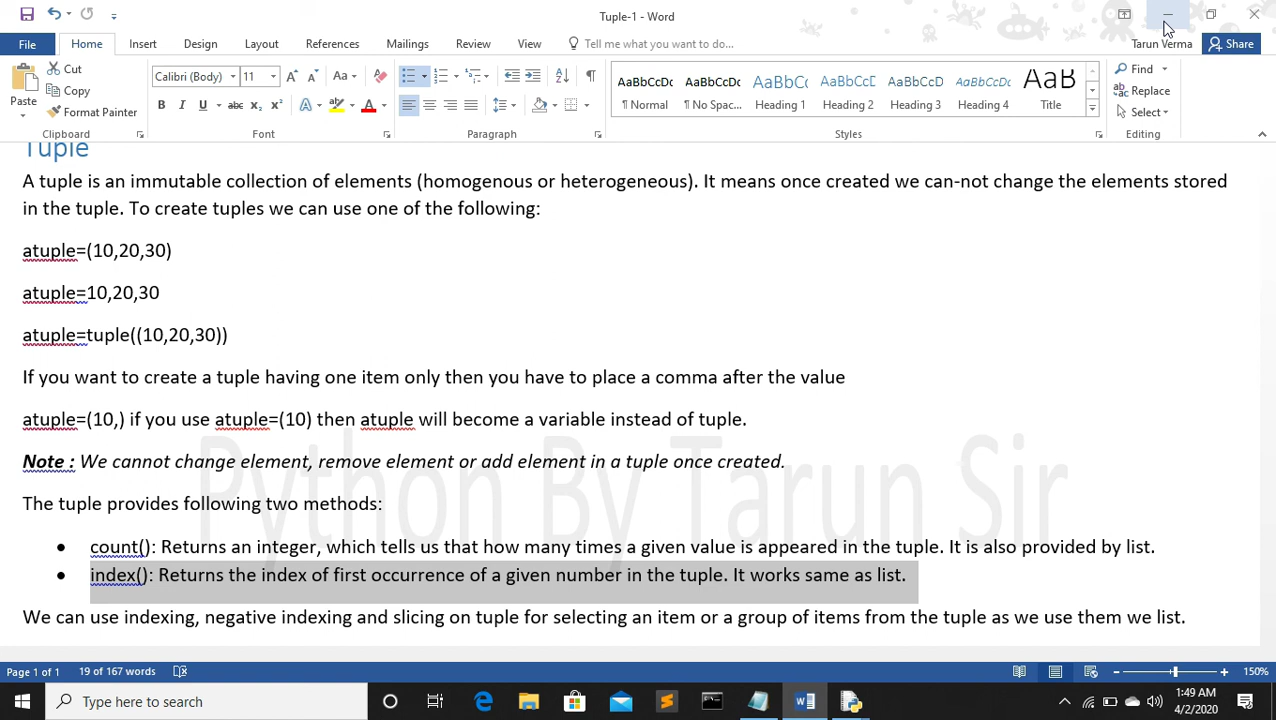 Tuple-1 - Word
File Home Insert Design Layout References Mailings Review View Tell me what you want to do... Tarun Verma Share
Paste Cut Copy Format Painter
Clipboard
Calibri (Body) 11 Aa
B I U abc x₂ x² A ab A
Font
Paragraph
AaBbCcDc AaBbCcDc AaBbCc AaBbCcD AaBbCcD AaBbCcD AaB
¶ Normal ¶ No Spac... Heading 1 Heading 2 Heading 3 Heading 4 Title
Styles
Find
Replace
Select
Editing
Tuple
A tuple is an immutable collection of elements (homogenous or heterogeneous). It means once created we can-not change the elements stored
in the tuple. To create tuples we can use one of the following:
atuple=(10,20,30)
atuple=10,20,30
atuple=tuple((10,20,30))
If you want to create a tuple having one item only then you have to place a comma after the value
atuple=(10,) if you use atuple=(10) then atuple will become a variable instead of tuple.
Note : We cannot change element, remove element or add element in a tuple once created.
Python By Tarun Sir
The tuple provides following two methods:
• count(): Returns an integer, which tells us that how many times a given value is appeared in the tuple. It is also provided by list.
• index(): Returns the index of first occurrence of a given number in the tuple. It works same as list.
We can use indexing, negative indexing and slicing on tuple for selecting an item or a group of items from the tuple as we use them we list.
Page 1 of 1 19 of 167 words 150%
Type here to search
1:49 AM
4/2/2020